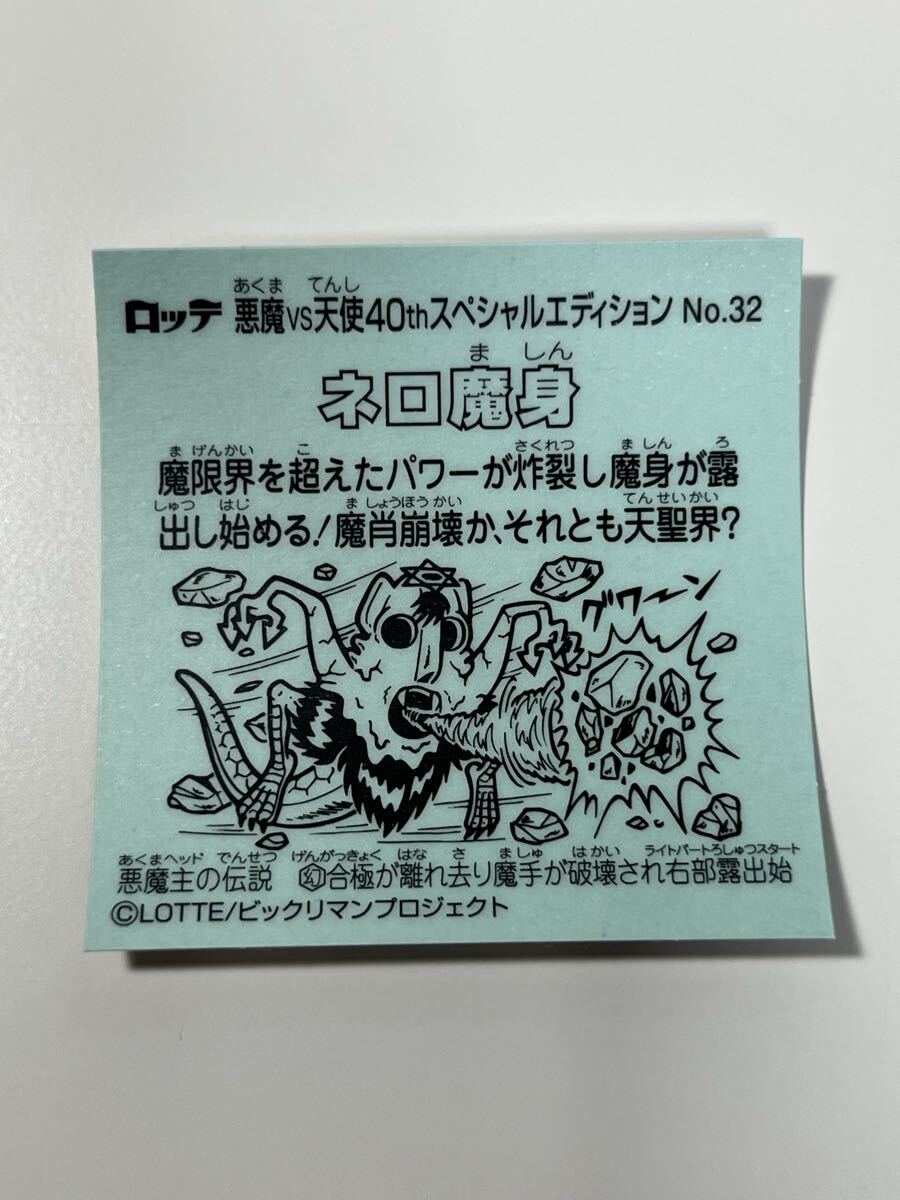 あくま てんし
ロッテ 悪魔VS天使40thスペシャルエディション No.32
ま しん
ネロ魔身
ま げんかい こ さくれつ ま しん ろ
魔限界を超えたパワーが炸裂し魔身が露
しゅつ はじ ま しょうほうかい てんせいかい
出し始める!魔肖崩壊か、それとも天聖界?
グワーン
あくまヘッド でんせつ げんがっきょく はな さ ましゅ はかい ライトパートろしゅつスタート
悪魔主の伝説 幻合極が離れ去り魔手が破壊され右部露出始
©LOTTE/ビックリマンプロジェクト